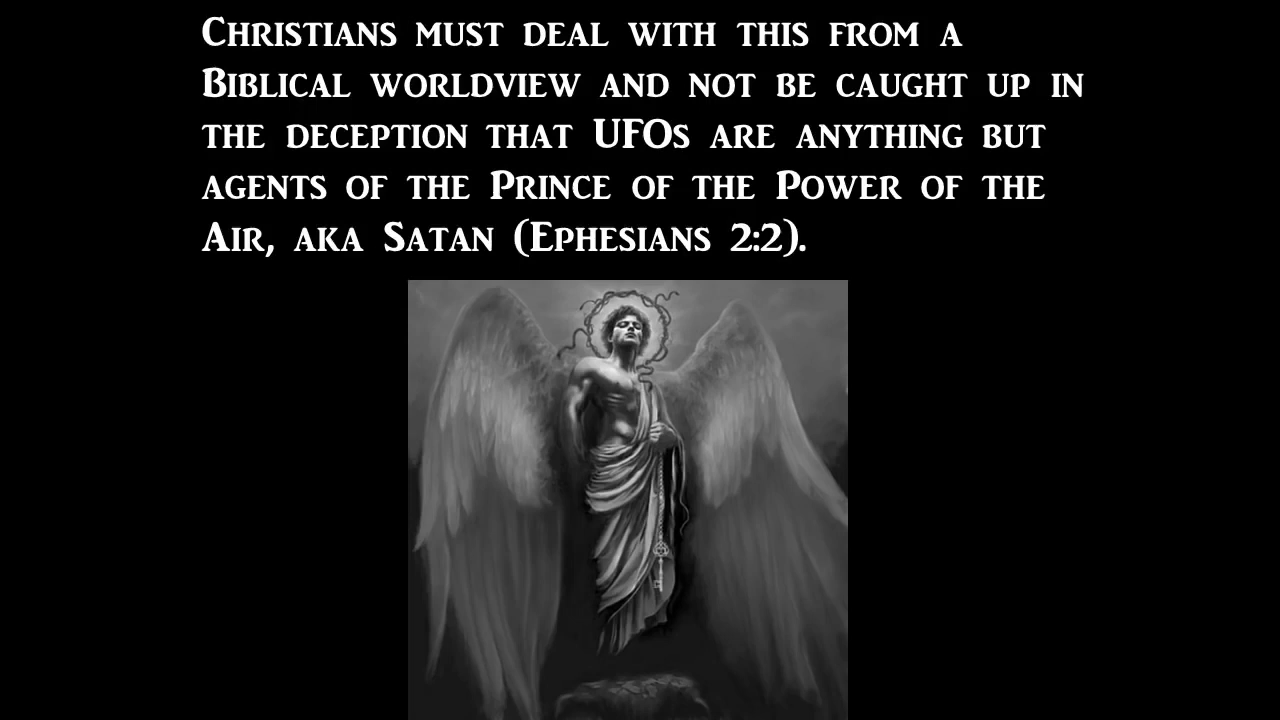 Christians must deal with this from a
Biblical worldview and not be caught up in
the deception that UFOs are anything but
agents of the Prince of the Power of the
Air, aka Satan (Ephesians 2:2).